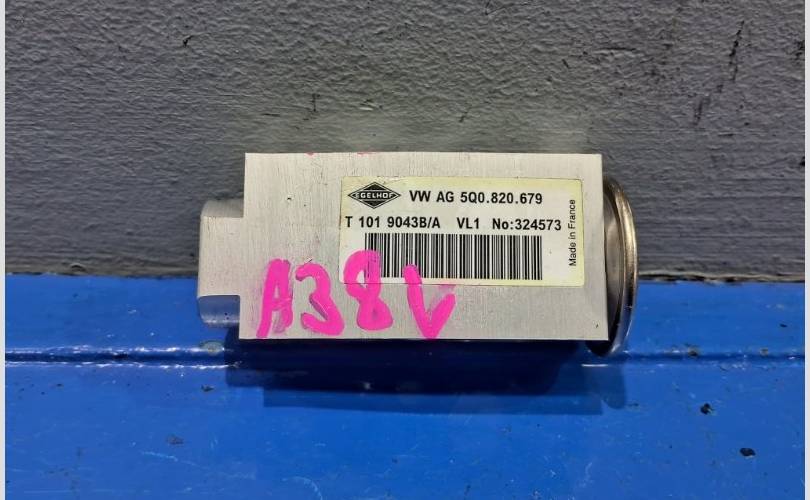 EGELHOF
VW AG 5Q0.820.679
T 101 9043B/A VL1 No:324573
Made in France
A38V